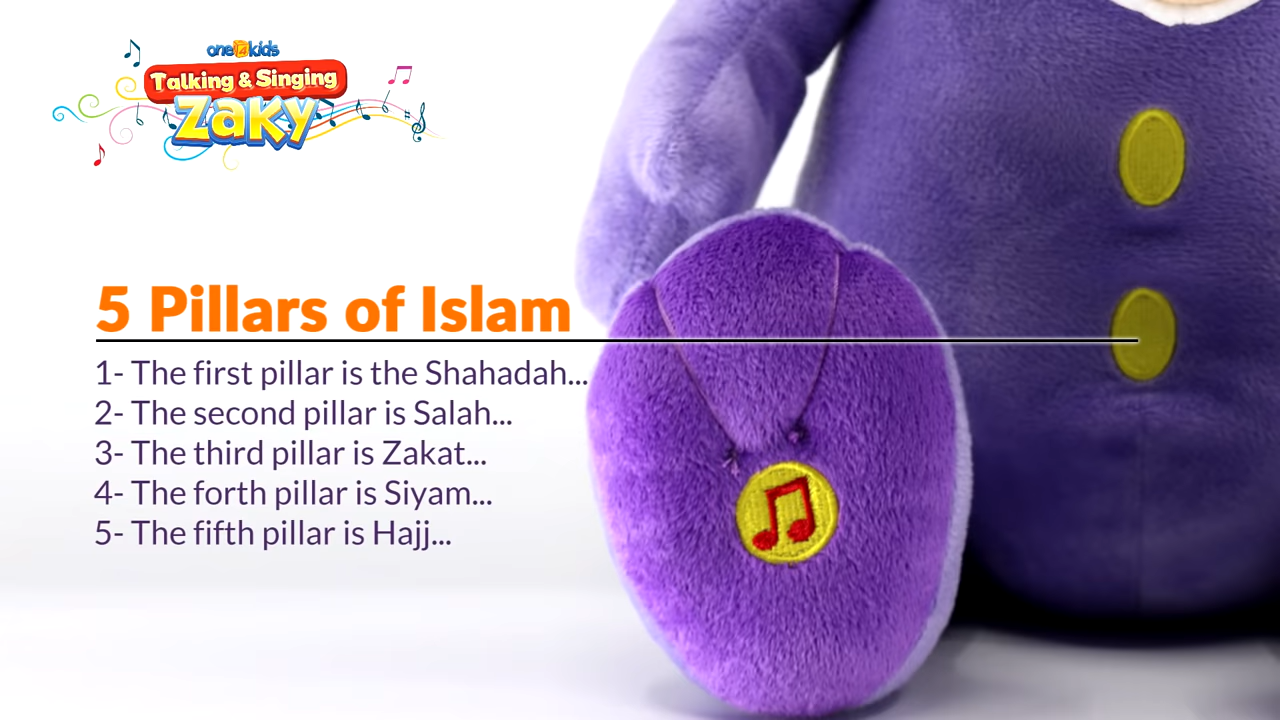 one4kids
Talking & Singing
Zaky
5 Pillars of Islam
1- The first pillar is the Shahadah...
2- The second pillar is Salah...
3- The third pillar is Zakat...
4- The forth pillar is Siyam...
5- The fifth pillar is Hajj...